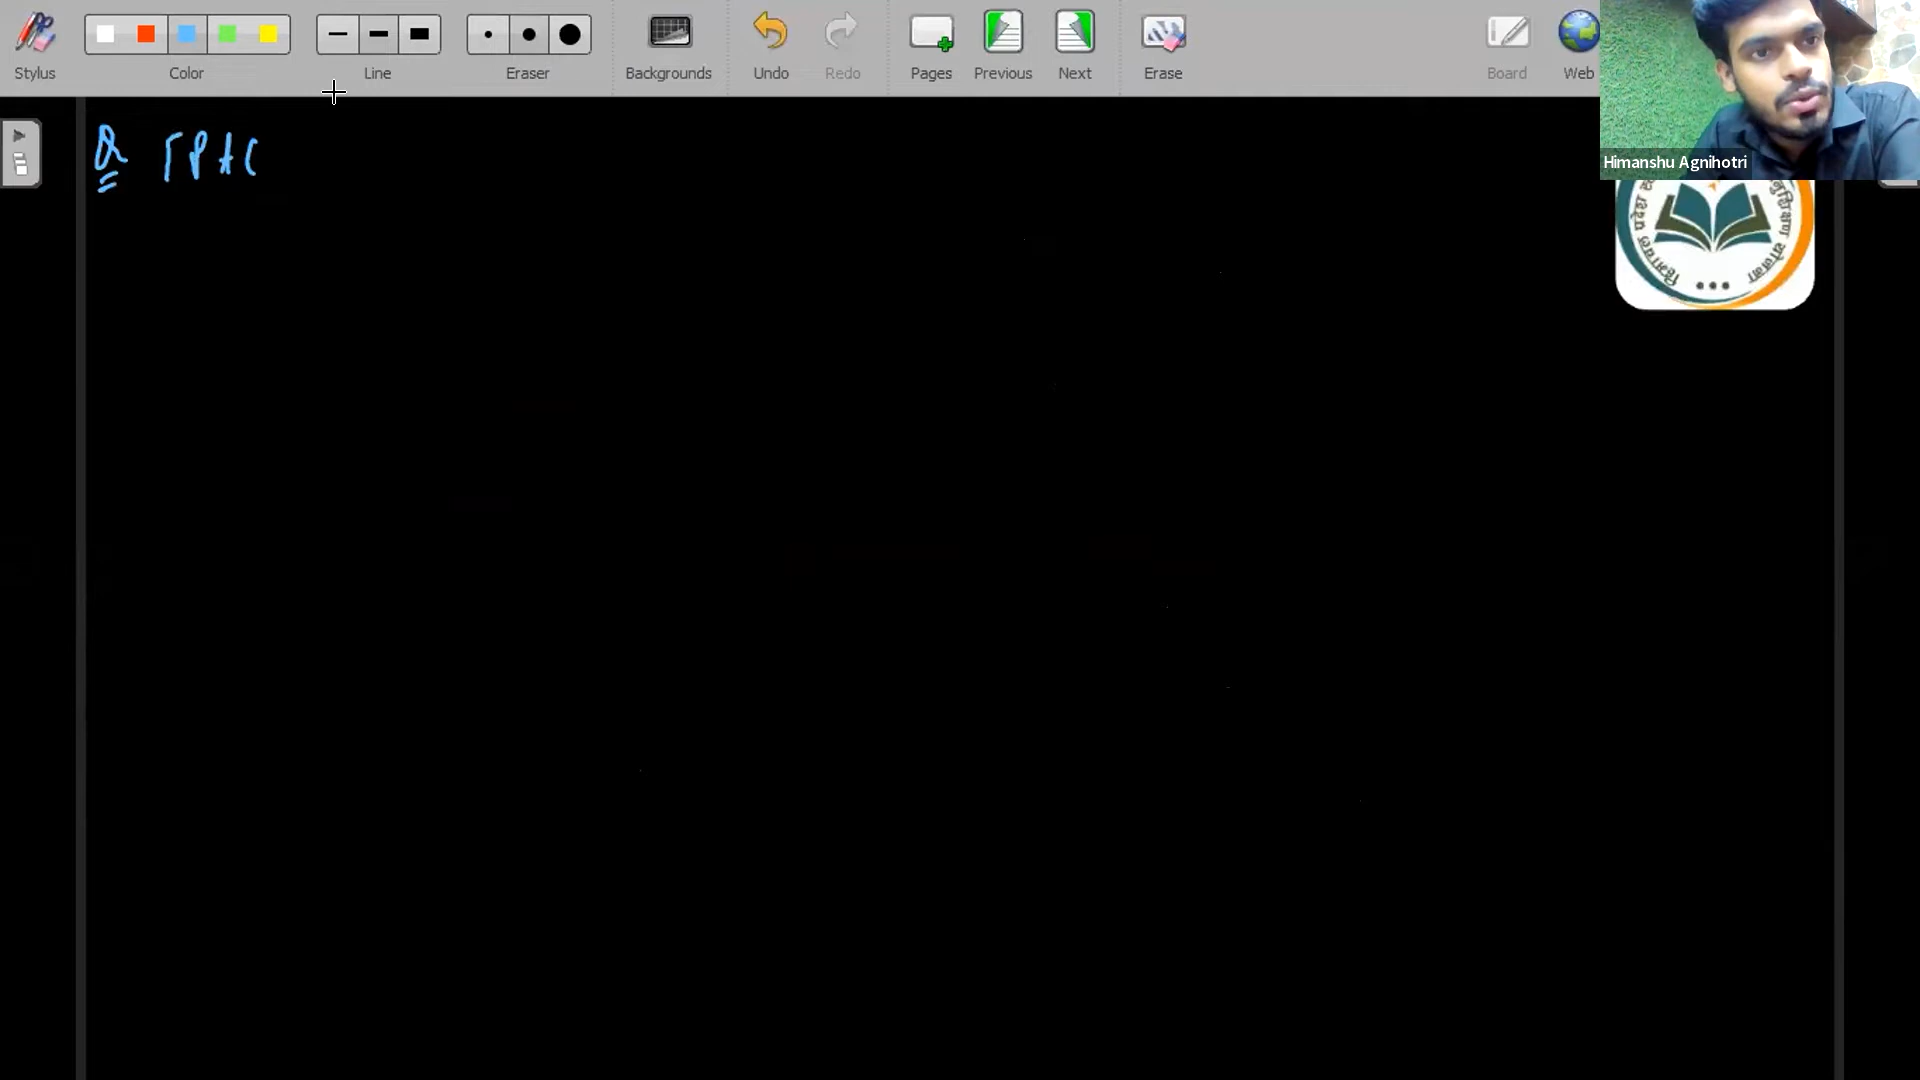 Stylus Color Line Eraser Backgrounds Undo Redo Pages Previous Next Erase Board Web
Himanshu Agnihotri
Q